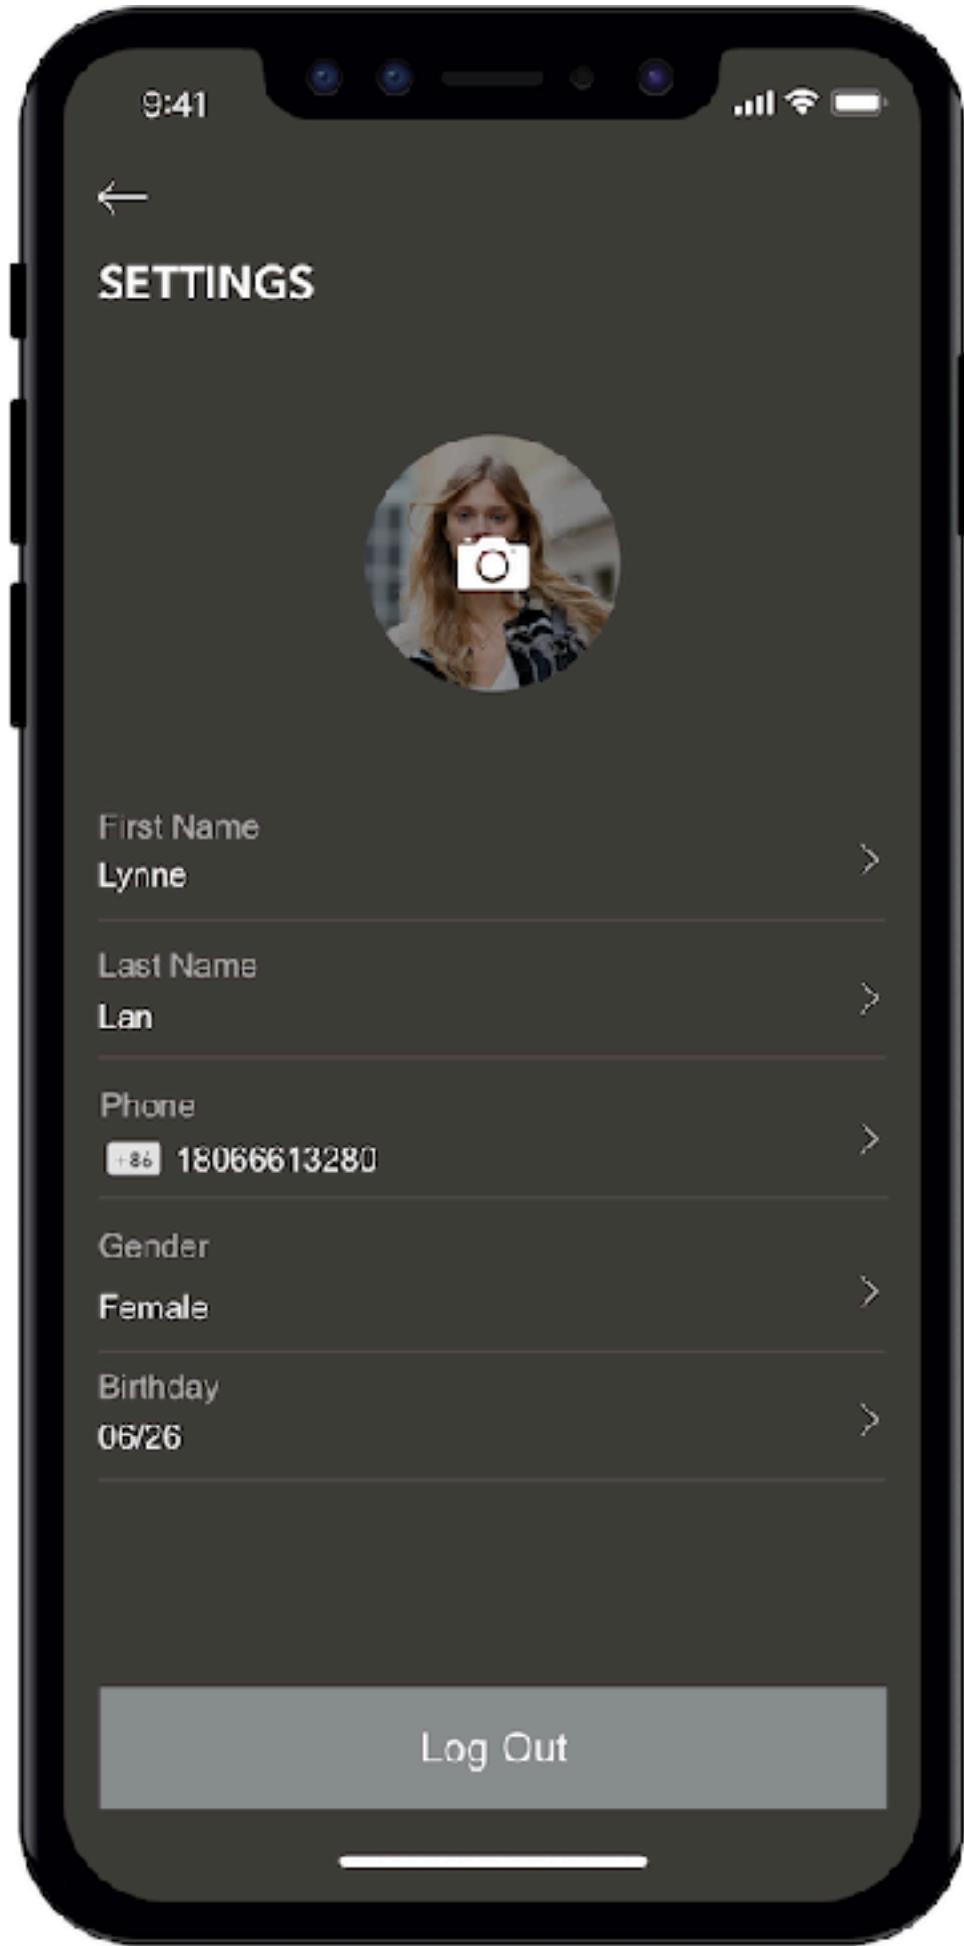 9:41
SETTINGS
First Name
Lynne
Last Name
Lan
Phone
+86 18066613280
Gender
Female
Birthday
06/26
Log Out